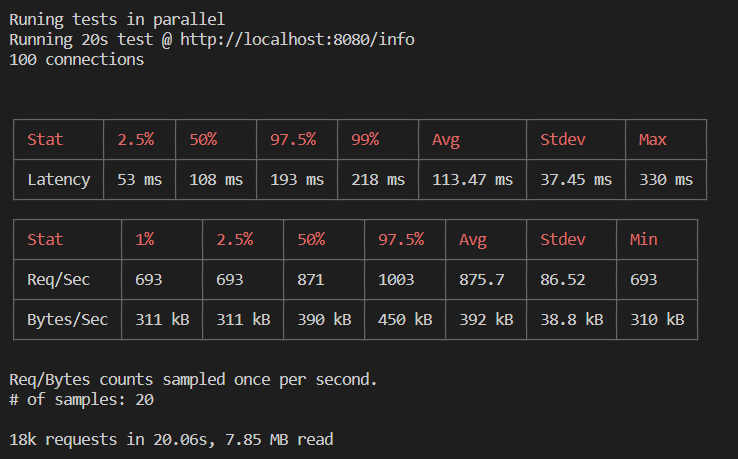 Runing tests in parallel
Running 20s test @ http://localhost:8080/info
100 connections
Stat 2.5% 50% 97.5% 99% Avg Stdev Max
Latency 53 ms 108 ms 193 ms 218 ms 113.47 ms 37.45 ms 330 ms
Stat 1% 2.5% 50% 97.5% Avg Stdev Min
Req/Sec 693 693 871 1003 875.7 86.52 693
Bytes/Sec 311 kB 311 kB 390 kB 450 kB 392 kB 38.8 kB 310 kB
Req/Bytes counts sampled once per second.
# of samples: 20
18k requests in 20.06s, 7.85 MB read